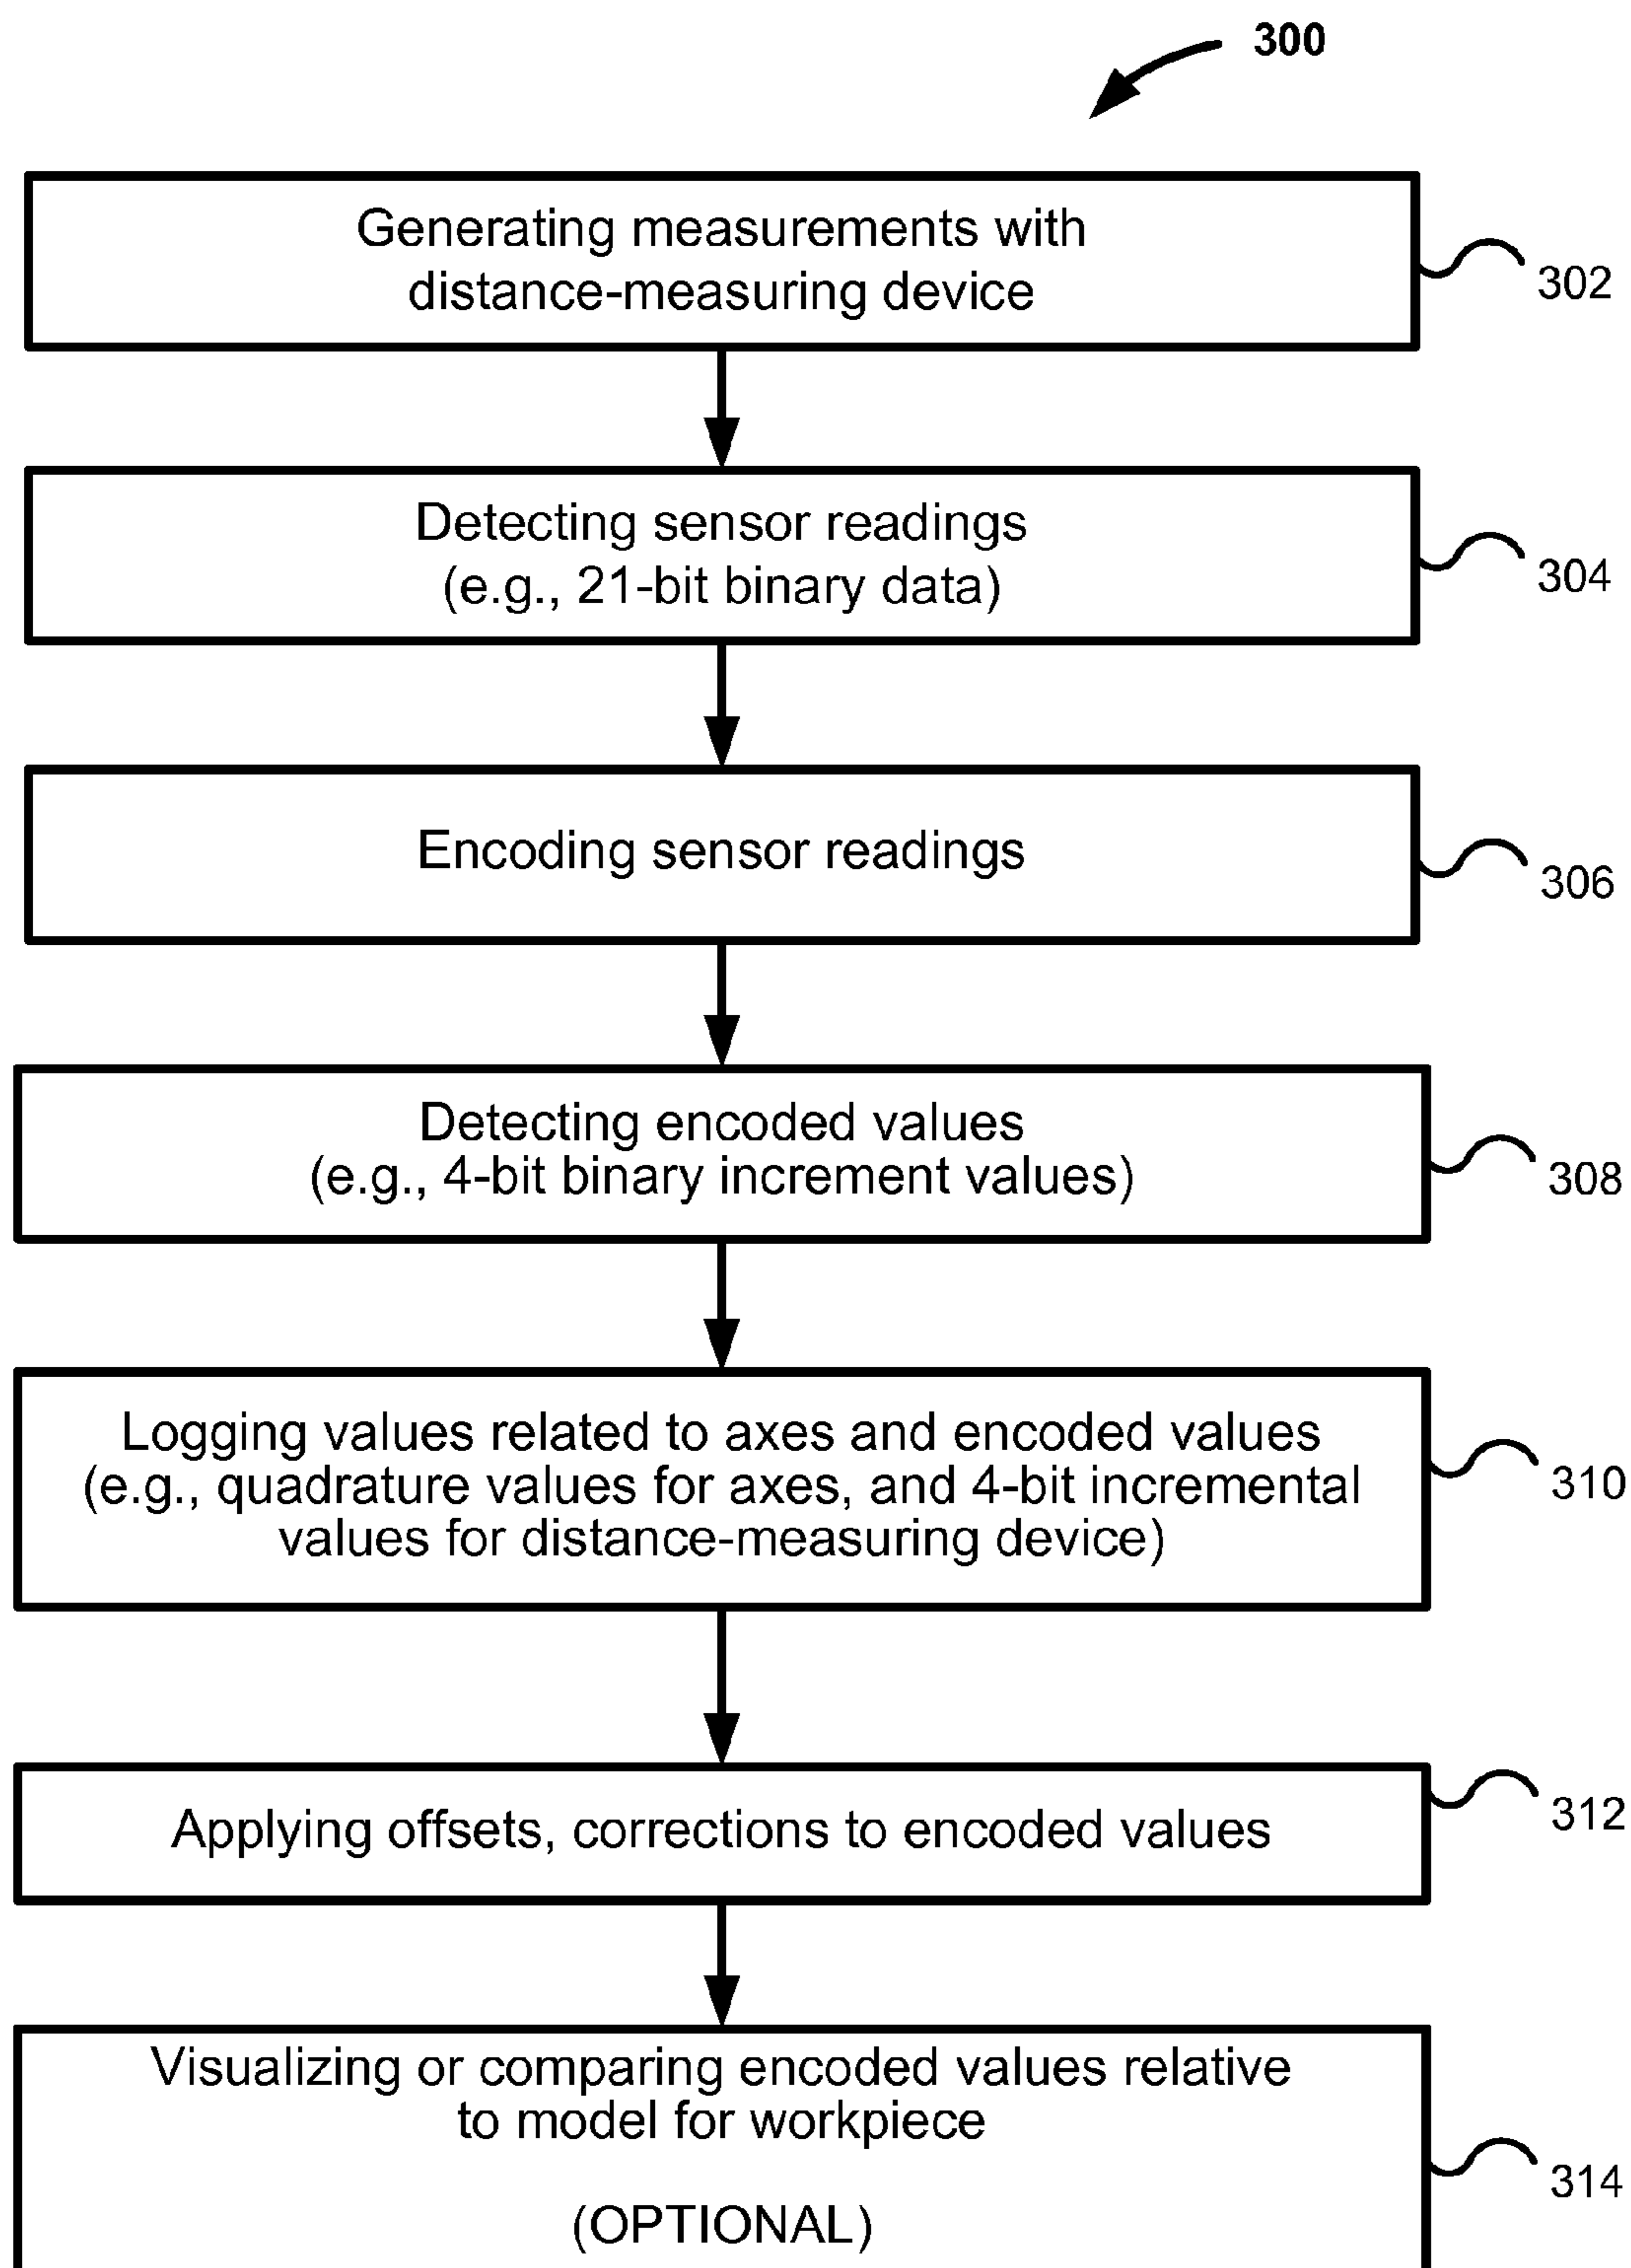 300
Generating measurements with
distance-measuring device
302
Detecting sensor readings
(e.g., 21-bit binary data)
304
Encoding sensor readings
306
Detecting encoded values
(e.g., 4-bit binary increment values)
308
Logging values related to axes and encoded values
(e.g., quadrature values for axes, and 4-bit incremental
values for distance-measuring device)
310
Applying offsets, corrections to encoded values
312
Visualizing or comparing encoded values relative
to model for workpiece
(OPTIONAL)
314